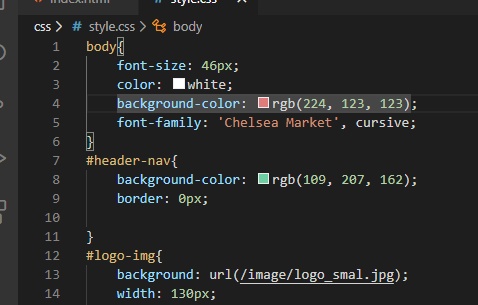 index.html style.css
css > # style.css > body
1 body{
2 font-size: 46px;
3 color: white;
4 background-color: rgb(224, 123, 123);
5 font-family: 'Chelsea Market', cursive;
6 }
7 #header-nav{
8 background-color: rgb(109, 207, 162);
9 border: 0px;
10
11 }
12 #logo-img{
13 background: url(/image/logo_smal.jpg);
14 width: 130px;